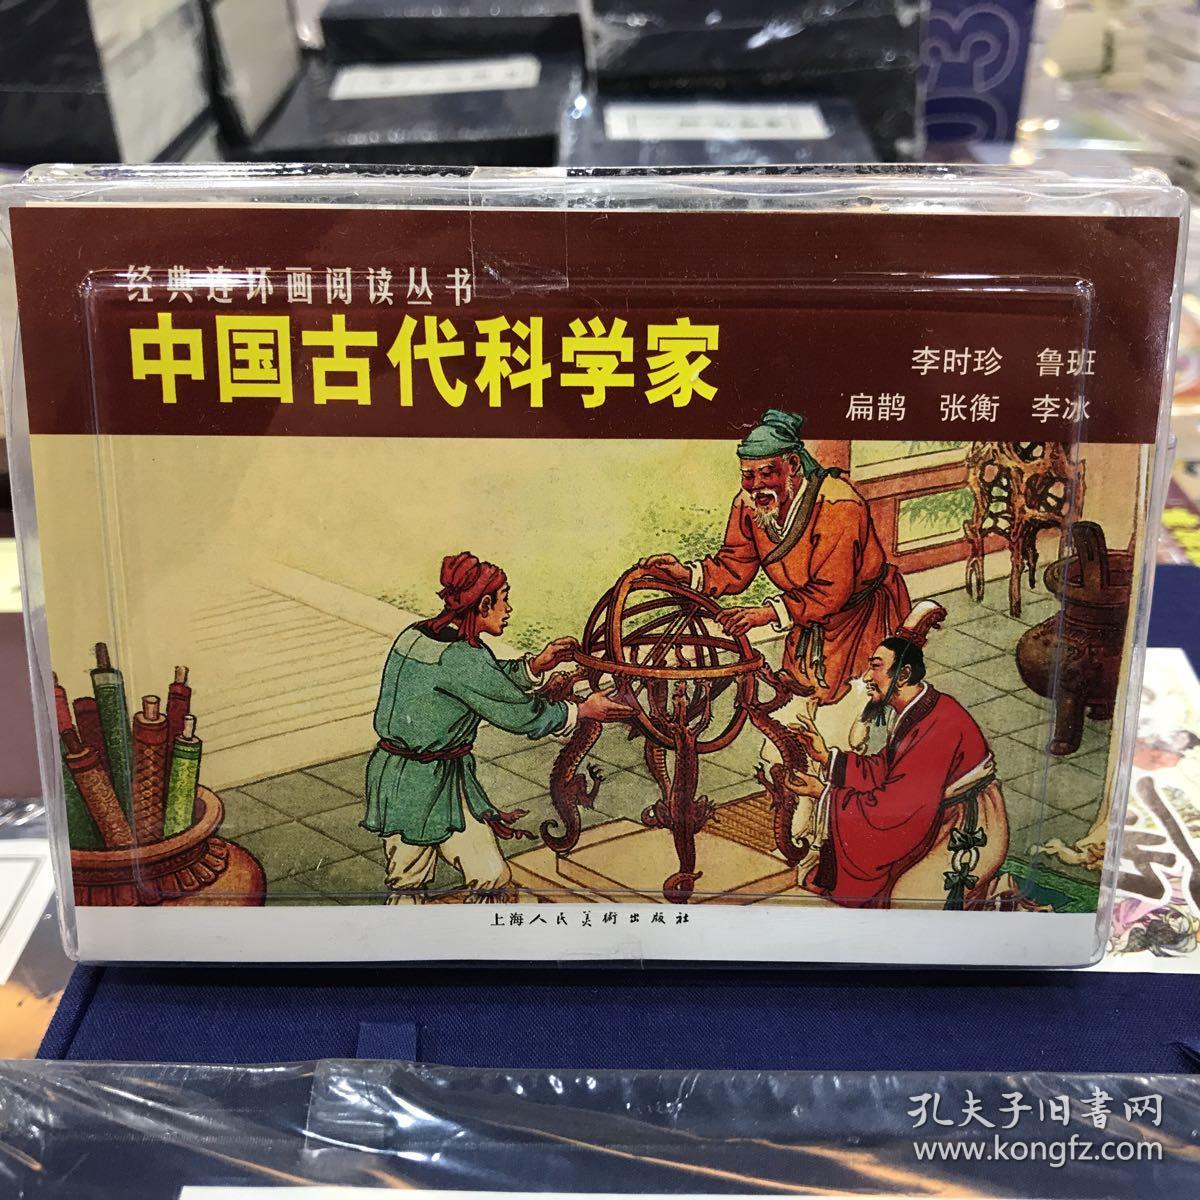 经典连环画阅读丛书
中国古代科学家
李时珍 鲁班
扁鹊 张衡 李冰
上海人民美術出版社
孔夫子旧書网
www.kongfz.com